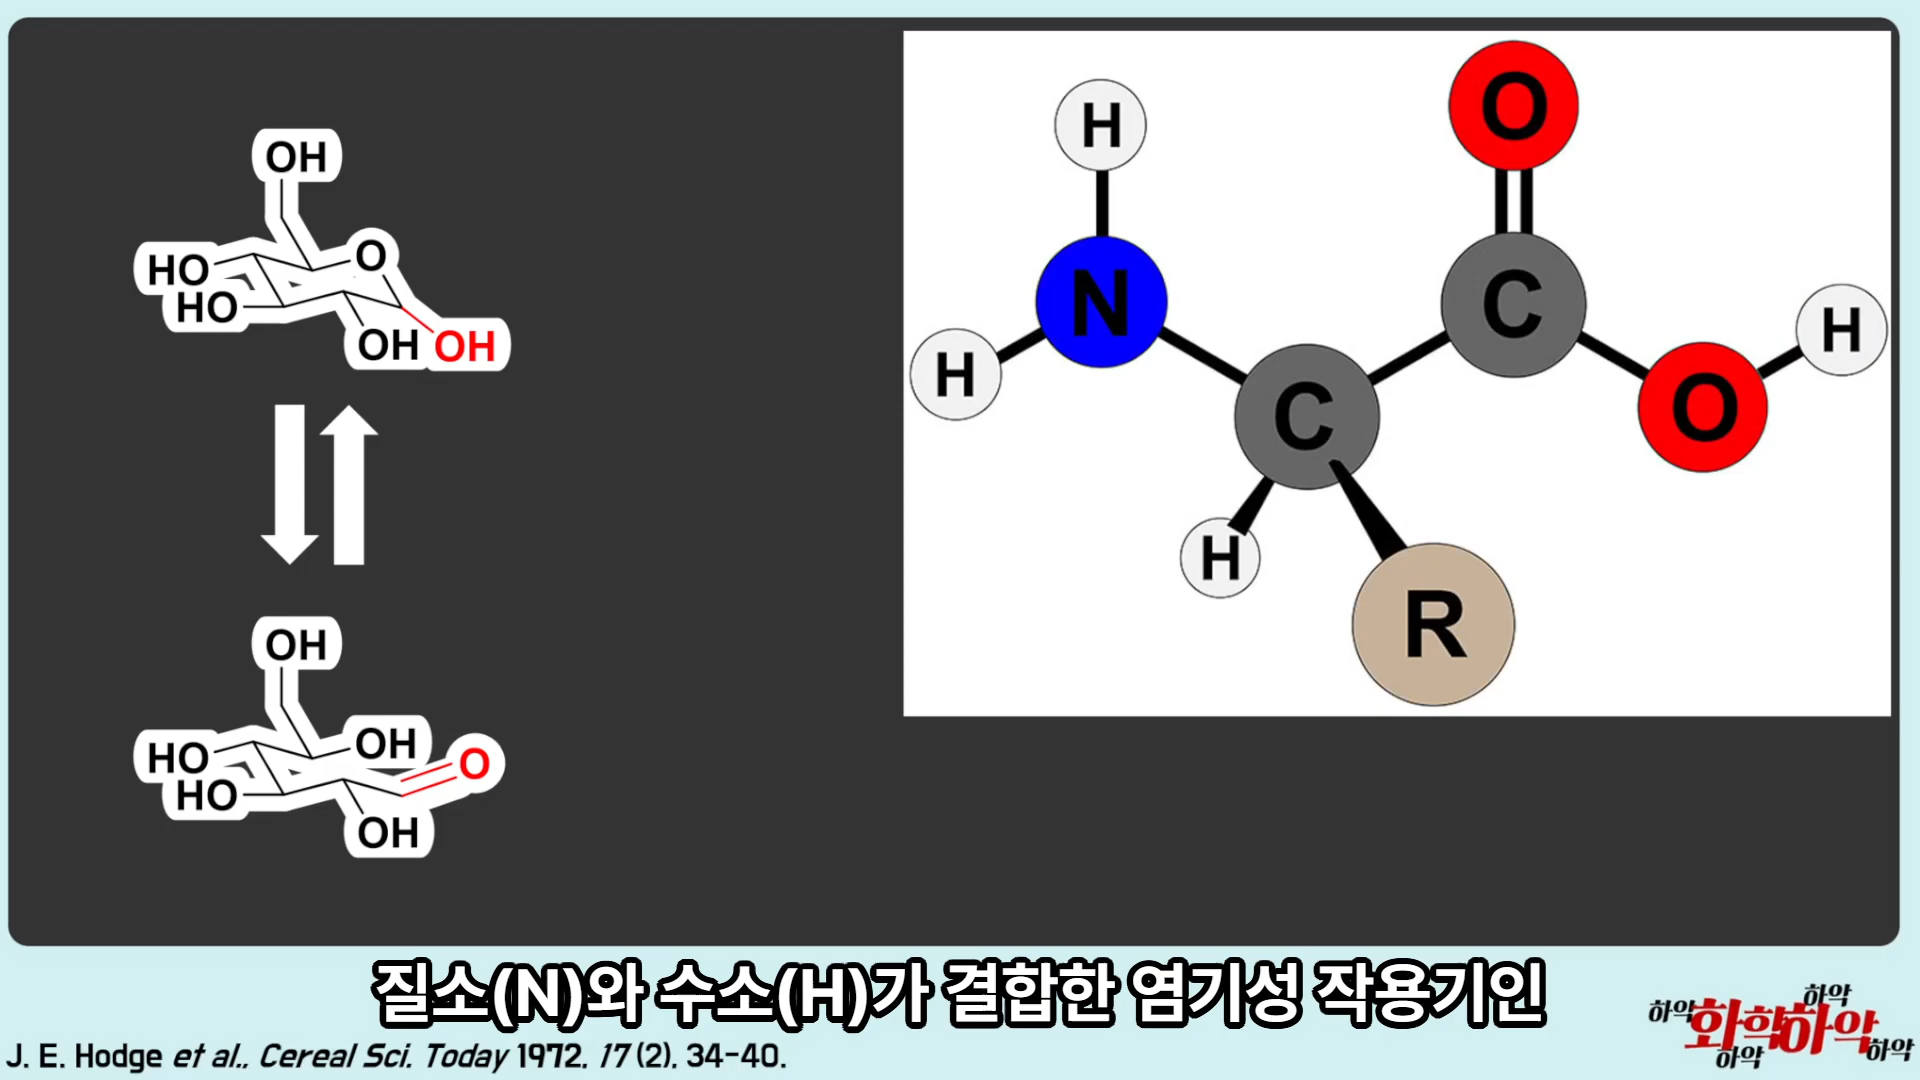 OH
O
HO
HO
OH OH
OH
HO
OH
O
HO
OH
H
O
N
C
H
H
C
O
H
R
질소(N)와 수소(H)가 결합한 염기성 작용기인
하악
하악
화학하악
하악
하악
J. E. Hodge et al., Cereal Sci. Today 1972, 17(2), 34-40.